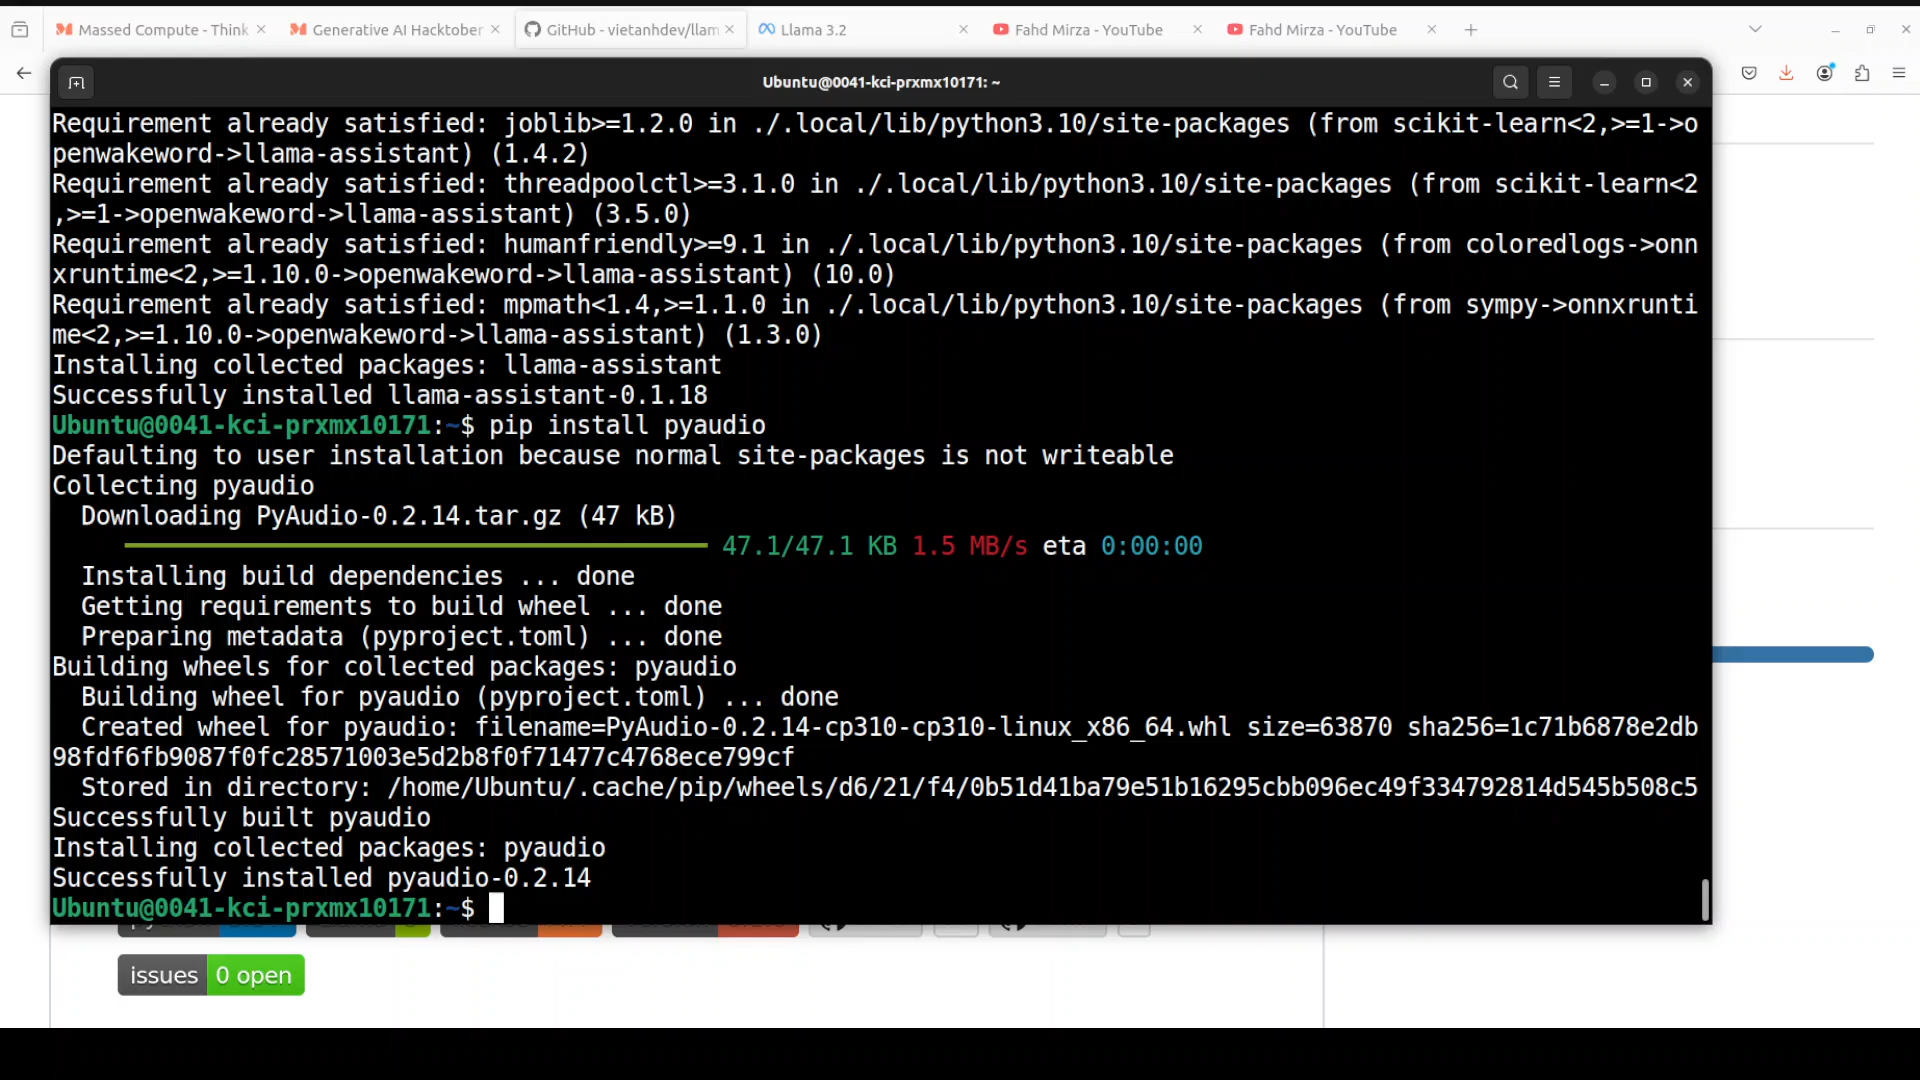 Massed Compute - Think
Generative AI Hacktober
GitHub - vietanhdev/llam
Llama 3.2
Fahd Mirza - YouTube
Fahd Mirza - YouTube
Ubuntu@0041-kci-prxmx10171: ~
Requirement already satisfied: joblib>=1.2.0 in ./.local/lib/python3.10/site-packages (from scikit-learn<2,>=1->o
penwakeword->llama-assistant) (1.4.2)
Requirement already satisfied: threadpoolctl>=3.1.0 in ./.local/lib/python3.10/site-packages (from scikit-learn<2
,>=1->openwakeword->llama-assistant) (3.5.0)
Requirement already satisfied: humanfriendly>=9.1 in ./.local/lib/python3.10/site-packages (from coloredlogs->onn
xruntime<2,>=1.10.0->openwakeword->llama-assistant) (10.0)
Requirement already satisfied: mpmath<1.4,>=1.1.0 in ./.local/lib/python3.10/site-packages (from sympy->onnxrunti
me<2,>=1.10.0->openwakeword->llama-assistant) (1.3.0)
Installing collected packages: llama-assistant
Successfully installed llama-assistant-0.1.18
Ubuntu@0041-kci-prxmx10171:~$ pip install pyaudio
Defaulting to user installation because normal site-packages is not writeable
Collecting pyaudio
Downloading PyAudio-0.2.14.tar.gz (47 kB)
47.1/47.1 KB 1.5 MB/s eta 0:00:00
Installing build dependencies ... done
Getting requirements to build wheel ... done
Preparing metadata (pyproject.toml) ... done
Building wheels for collected packages: pyaudio
Building wheel for pyaudio (pyproject.toml) ... done
Created wheel for pyaudio: filename=PyAudio-0.2.14-cp310-cp310-linux_x86_64.whl size=63870 sha256=1c71b6878e2db
98fdf6fb9087f0fc28571003e5d2b8f0f71477c4768ece799cf
Stored in directory: /home/Ubuntu/.cache/pip/wheels/d6/21/f4/0b51d41ba79e51b16295cbb096ec49f334792814d545b508c5
Successfully built pyaudio
Installing collected packages: pyaudio
Successfully installed pyaudio-0.2.14
Ubuntu@0041-kci-prxmx10171:~$
issues 0 open